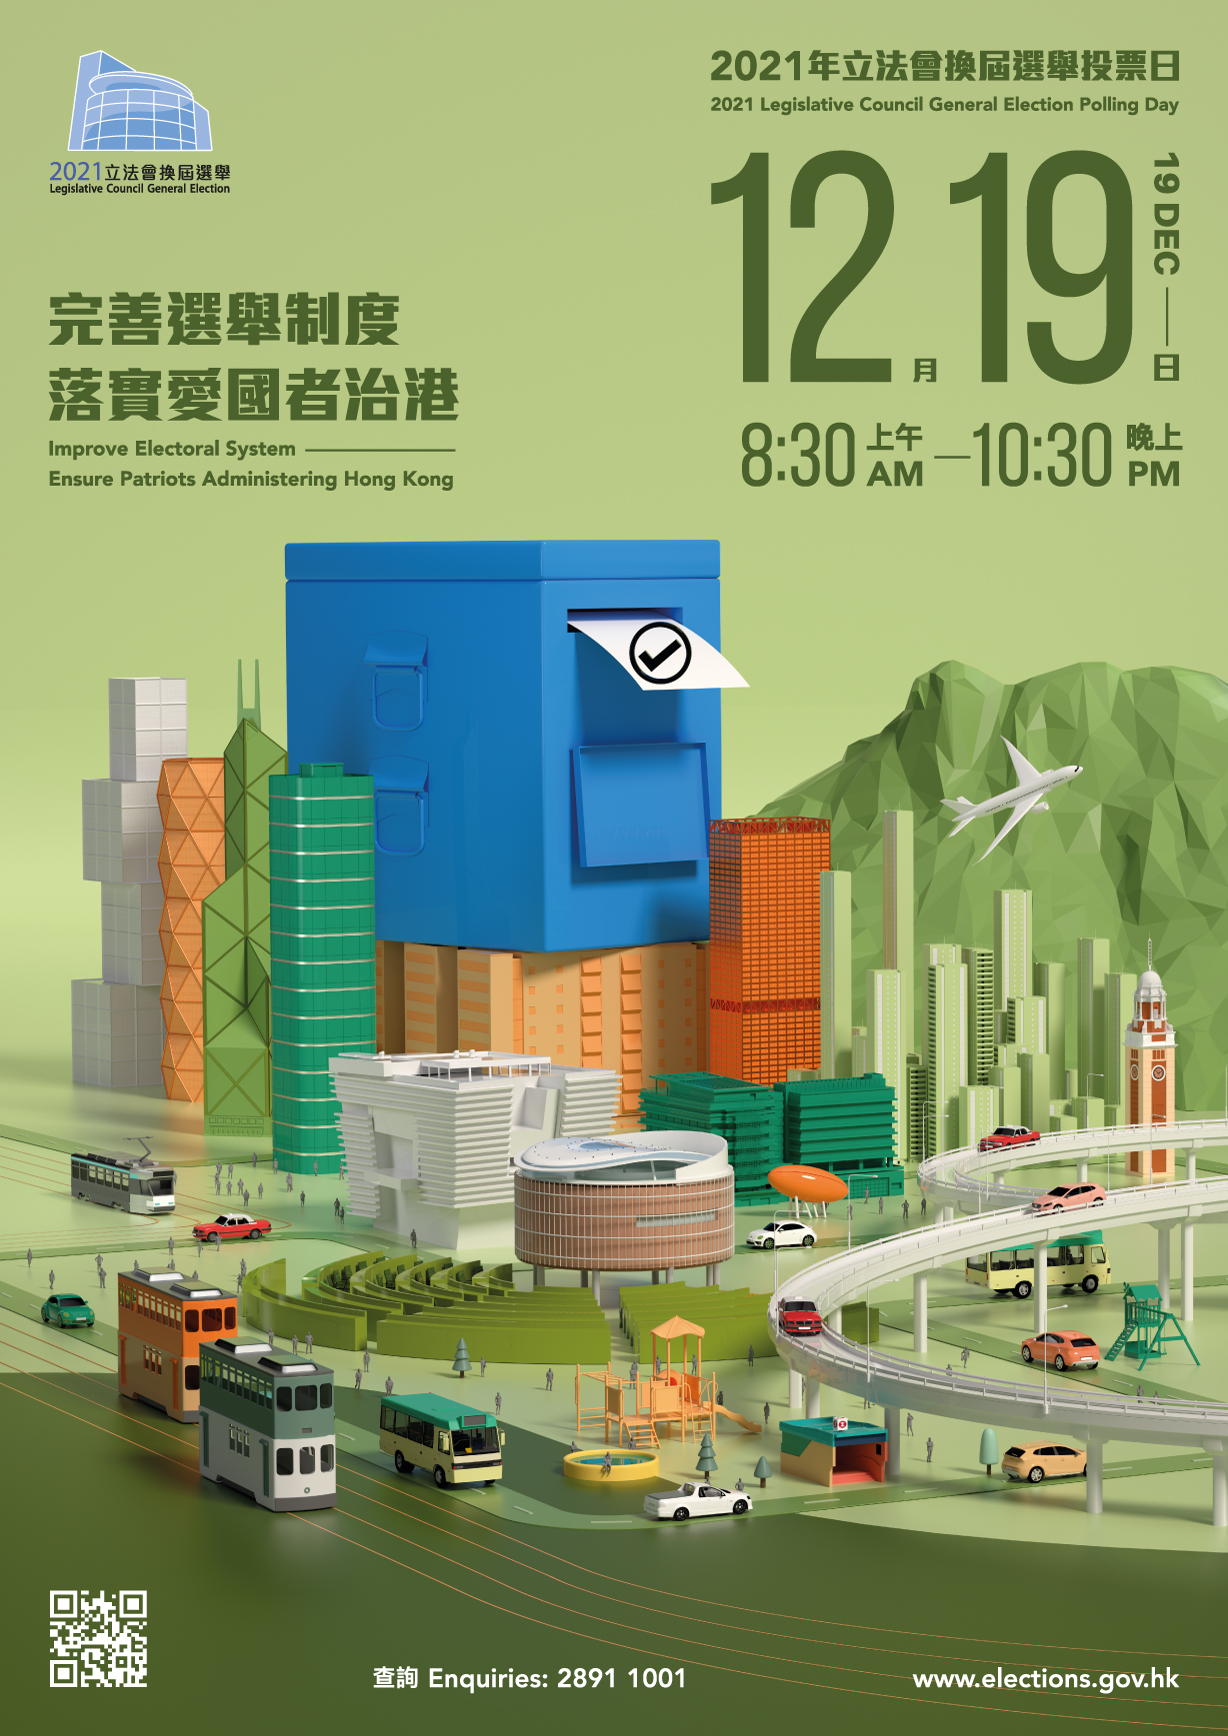 2021立法會換屆選舉
Legislative Council General Election
2021年立法會換屆選舉投票日
2021 Legislative Council General Election Polling Day
12月19日
19 DEC
8:30 上午 AM — 10:30 晚上 PM
完善選舉制度
落實愛國者治港
Improve Electoral System
Ensure Patriots Administering Hong Kong
查詢 Enquiries: 2891 1001
www.elections.gov.hk